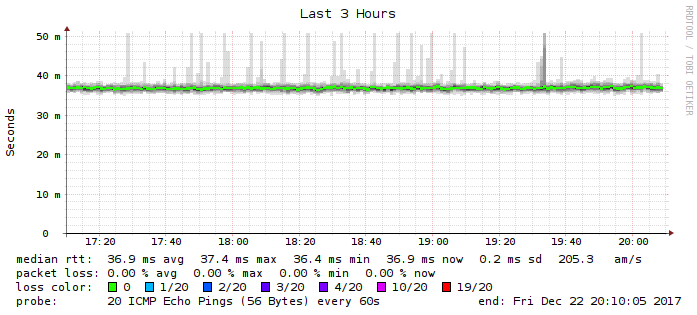 Last 3 Hours
RRDTOOL / TOBI OETIKER
Seconds
50 m
40 m
30 m
20 m
10 m
0
17:20 17:40 18:00 18:20 18:40 19:00 19:20 19:40 20:00
median rtt: 36.9 ms avg 37.4 ms max 36.4 ms min 36.9 ms now 0.2 ms sd 205.3 am/s
packet loss: 0.00 % avg 0.00 % max 0.00 % min 0.00 % now
loss color: 0 1/20 2/20 3/20 4/20 10/20 19/20
probe: 20 ICMP Echo Pings (56 Bytes) every 60s end: Fri Dec 22 20:10:05 2017